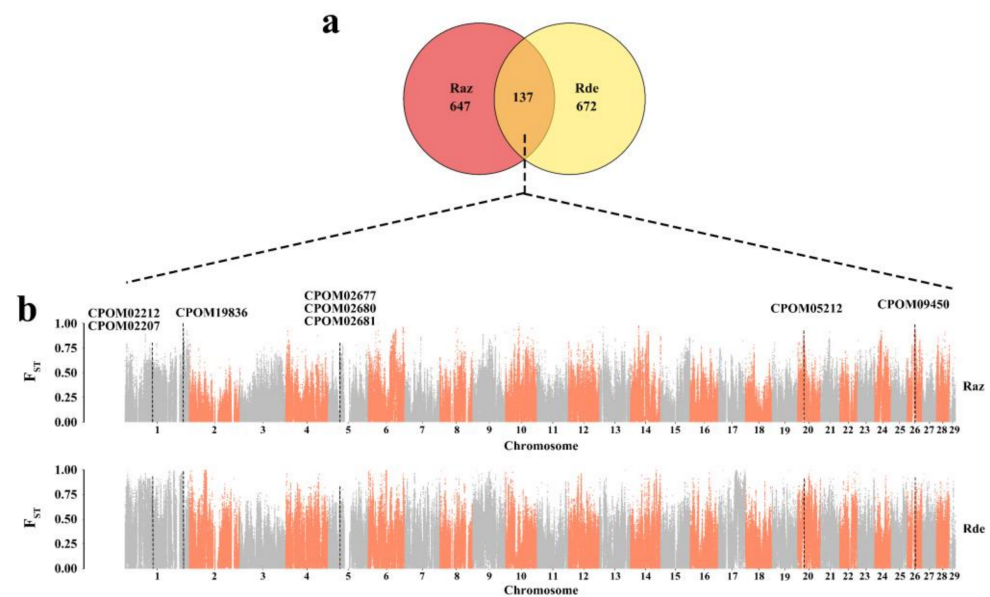 a
Raz
647
137
Rde
672
b
CPOM02212
CPOM02207
CPOM19836
CPOM02677
CPOM02680
CPOM02681
CPOM05212
CPOM09450
1.00
0.75
0.50
0.25
0.00
FST
Raz
1 2 3 4 5 6 7 8 9 10 11 12 13 14 15 16 17 18 19 20 21 22 23 24 25 26 27 28 29
Chromosome
1.00
0.75
0.50
0.25
0.00
FST
Rde
1 2 3 4 5 6 7 8 9 10 11 12 13 14 15 16 17 18 19 20 21 22 23 24 25 26 27 28 29
Chromosome